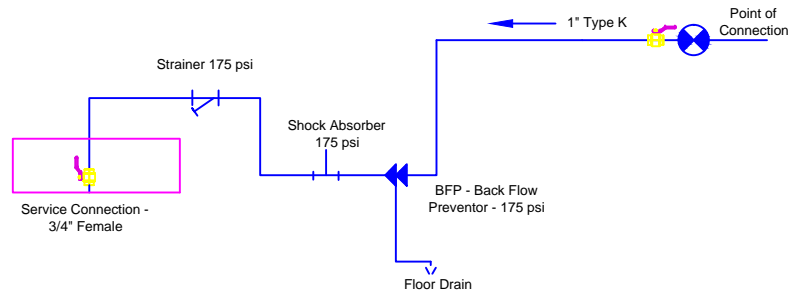 1" Type K
Point of
Connection
Strainer 175 psi
Shock Absorber
175 psi
BFP - Back Flow
Preventor - 175 psi
Service Connection -
3/4" Female
Floor Drain